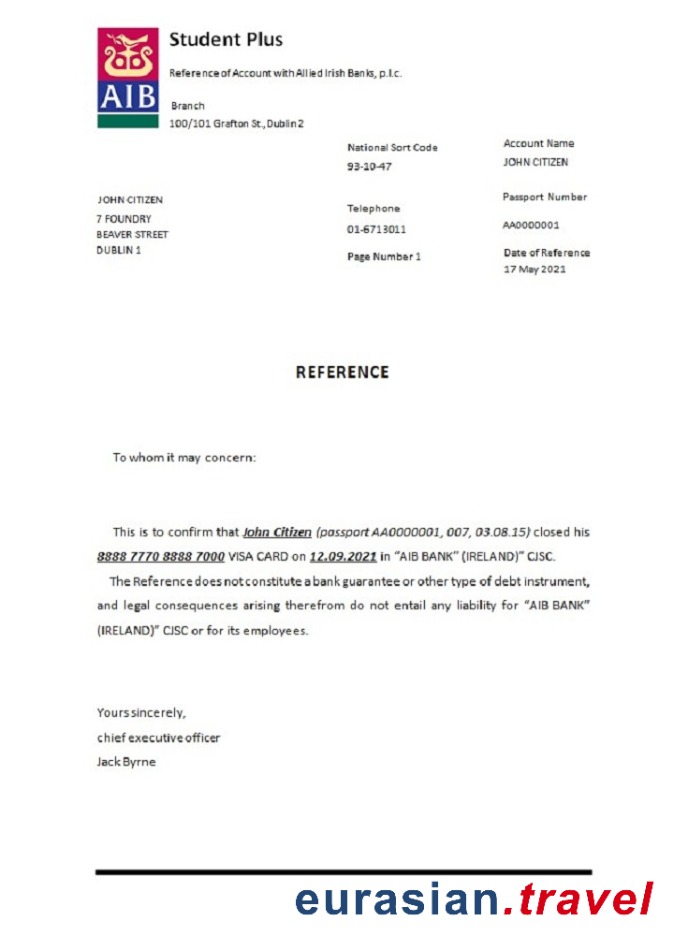 Student Plus
Reference of Account with Allied Irish Banks, p.l.c.
AIB
Branch
100/101 Grafton St., Dublin 2
National Sort Code
93-10-47
Account Name
JOHN CITIZEN
JOHN CITIZEN
7 FOUNDRY
BEAVER STREET
DUBLIN 1
Telephone
01-6713011
Page Number 1
Passport Number
AA0000001
Date of Reference
17 May 2021
REFERENCE
To whom it may concern:
This is to confirm that John Citizen (passport AA0000001, 007, 03.08.15) closed his
8888 7770 8888 7000 VISA CARD on 12.09.2021 in “AIB BANK” (IRELAND)” CJSC.
The Reference does not constitute a bank guarantee or other type of debt instrument,
and legal consequences arising therefrom do not entail any liability for “AIB BANK”
(IRELAND)” CJSC or for its employees.
Yours sincerely,
chief executive officer
Jack Byrne
eurasian.travel